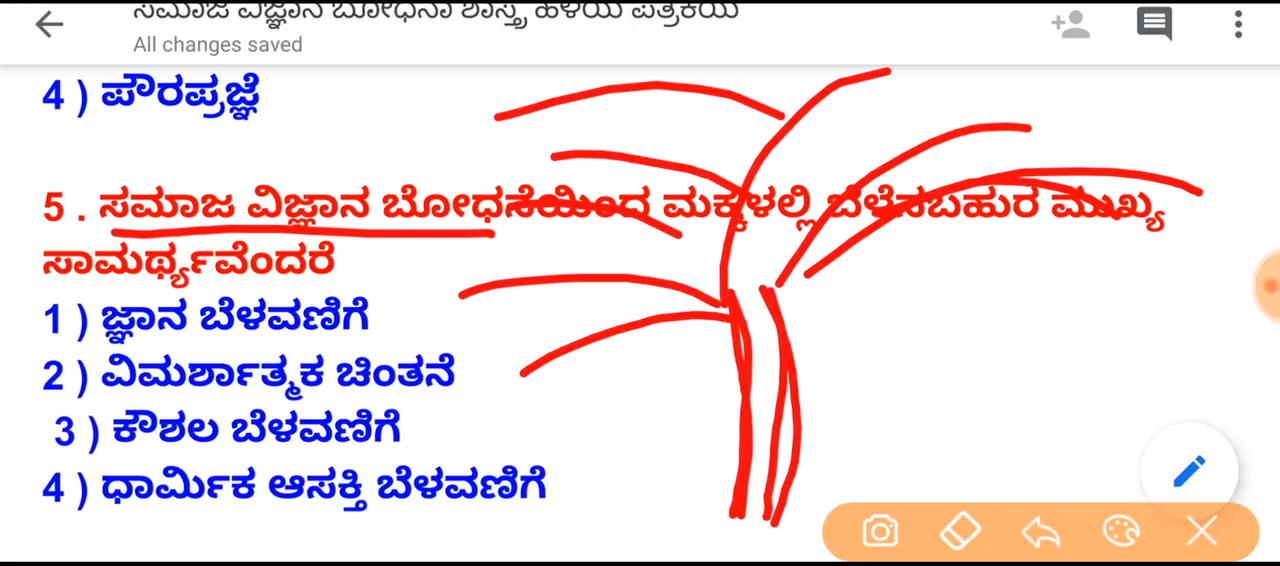 ಸಮಾಜ ವಿಜ್ಞಾನ ಬೋಧನಾ ಶಾಸ್ತ್ರ ಹಳೆಯ ಪತ್ರಿಕೆಯ
All changes saved
4 ) ಪೌರಪ್ರಜ್ಞೆ
5 . ಸಮಾಜ ವಿಜ್ಞಾನ ಬೋಧನೆಯಿಂದ ಮಕ್ಕಳಲ್ಲಿ ಬೆಳೆಸಬಹುರ ಮುಖ್ಯ
ಸಾಮರ್ಥ್ಯವೆಂದರೆ
1 ) ಜ್ಞಾನ ಬೆಳವಣಿಗೆ
2 ) ವಿಮರ್ಶಾತ್ಮಕ ಚಿಂತನೆ
3 ) ಕೌಶಲ ಬೆಳವಣಿಗೆ
4 ) ಧಾರ್ಮಿಕ ಆಸಕ್ತಿ ಬೆಳವಣಿಗೆ